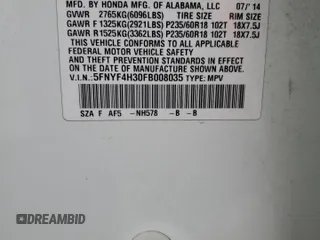 MFD. BY HONDA MFG. OF ALABAMA, LLC 07/'14
GVWR 2765KG(6096LBS) TIRE SIZE RIM SIZE
GAWR F 1325KG(2921LBS) P235/60R18 102T 18X7.5J
GAWR R 1525KG(3362LBS) P235/60R18 102T 18X7.5J
THIS VEHICLE CONFORMS TO ALL APPLICABLE
FEDERAL MOTOR VEHICLE SAFETY
AND THEFT PREVENTION STANDARDS IN EFFECT
ON THE DATE OF MANUFACTURE SHOWN ABOVE.
V.I.N.:5FNYF4H30FB008035 TYPE:MPV
SZA F AF5 -NH578 -B -8
DREAMBID